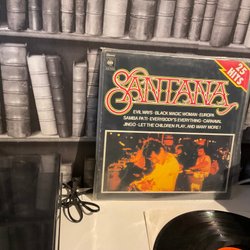 CBS
25
HITS
SANTANA
EVIL WAYS · BLACK MAGIC WOMAN · EUROPA
SAMBA PA TI · EVERYBODY'S EVERYTHING · CARNAVAL
JINGO · LET THE CHILDREN PLAY, AND MANY MORE!